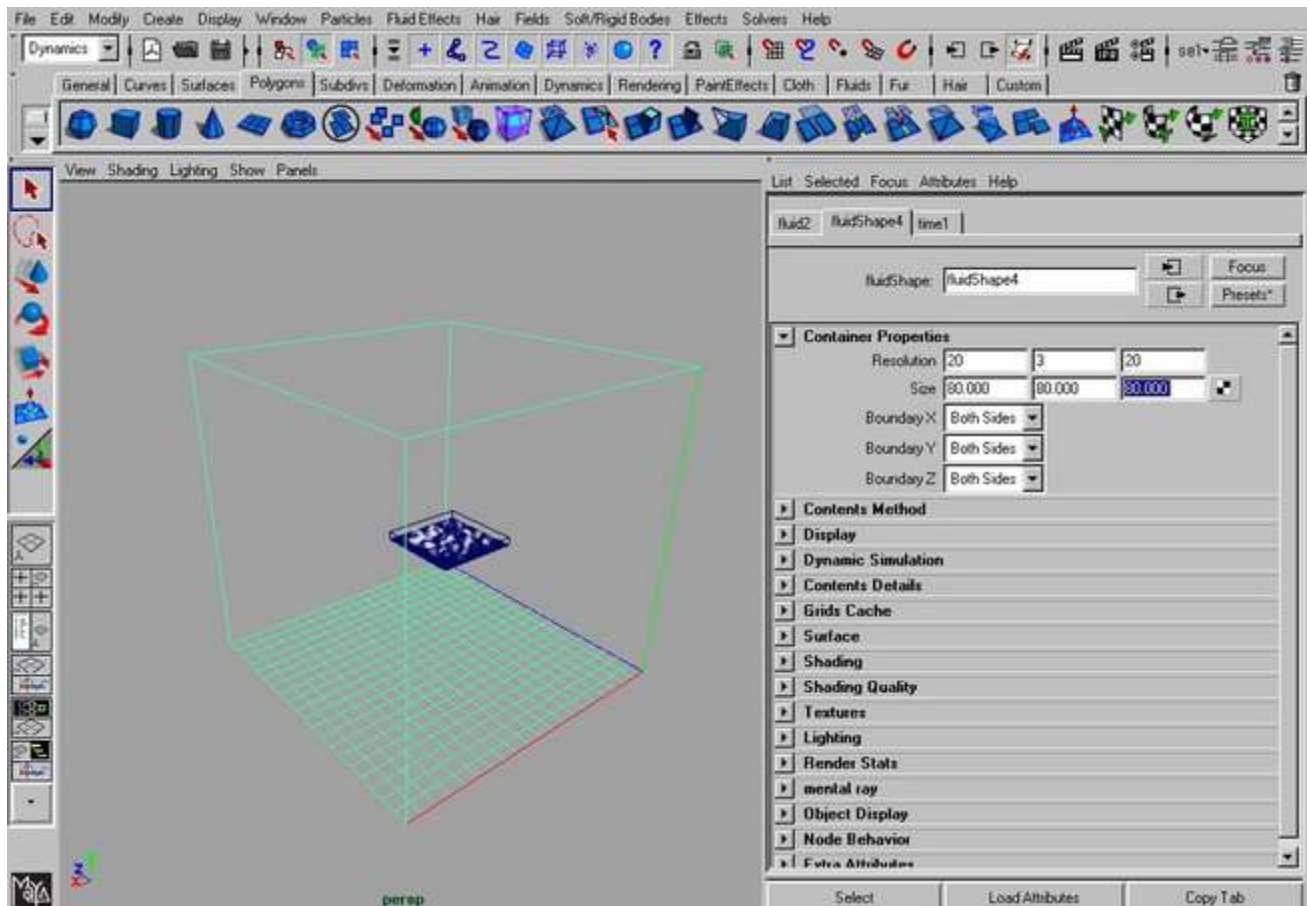 File Edit Modify Create Display Window Particles Fluid Effects Hair Fields Soft/Rigid Bodies Effects Solvers Help
Dynamics sel▾
General Curves Surfaces Polygons Subdivs Deformation Animation Dynamics Rendering PaintEffects Cloth Fluids Fur Hair Custom
View Shading Lighting Show Panels
List Selected Focus Attributes Help
fluid2 fluidShape4 time1
fluidShape: fluidShape4 Focus
Presets*
Container Properties
Resolution 20 3 20
Size 80.000 80.000 80.000
Boundary X Both Sides
Boundary Y Both Sides
Boundary Z Both Sides
Contents Method
Display
Dynamic Simulation
Contents Details
Grids Cache
Surface
Shading
Shading Quality
Textures
Lighting
Render Stats
mental ray
Object Display
Node Behavior
Extra Attributes
persp
Select Load Attributes Copy Tab